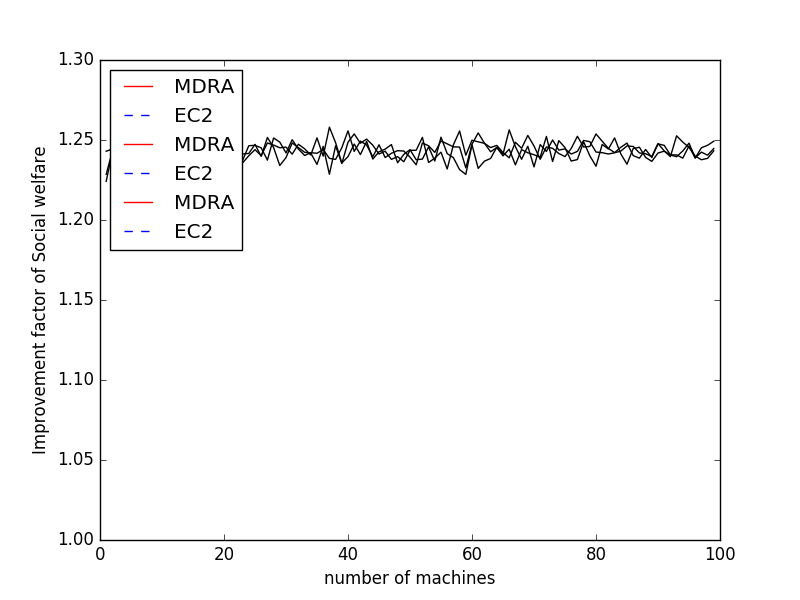 1.30
1.25
1.20
1.15
1.10
1.05
1.00
Improvement factor of Social welfare
MDRA
EC2
MDRA
EC2
MDRA
EC2
0 20 40 60 80 100
number of machines